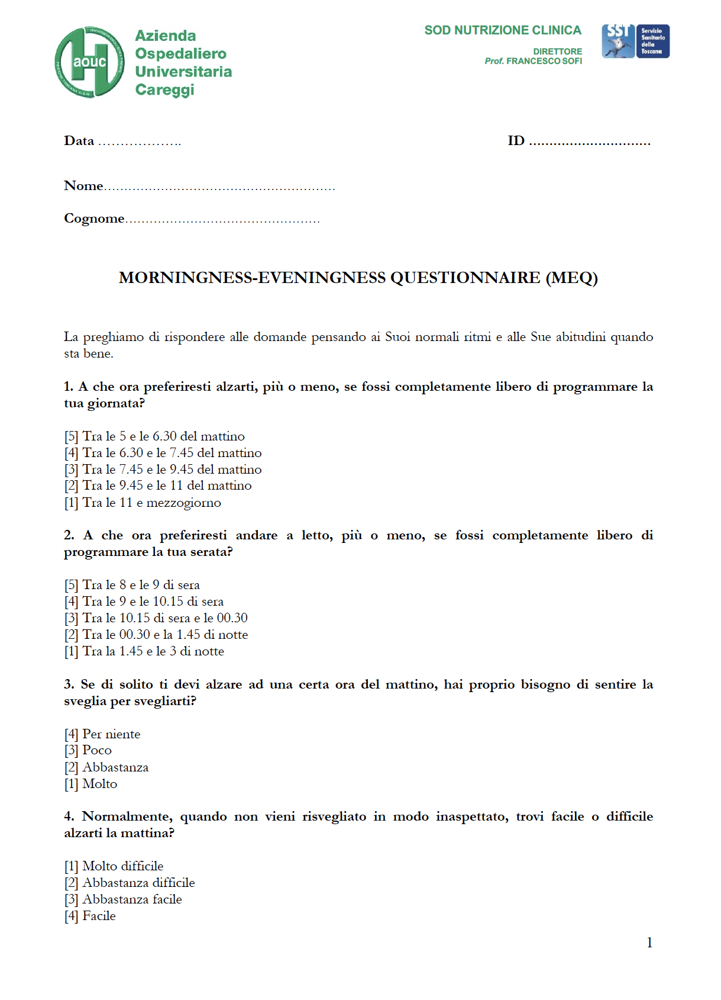 Azienda
Ospedaliero
Universitaria
Careggi
aouc
UNIVERSITÀ DEGLI STUDI FIRENZE
REGIONE TOSCANA S.S.N.
SOD NUTRIZIONE CLINICA
DIRETTORE
Prof. FRANCESCO SOFI
SST
Servizio
Sanitario
della
Toscana
Data ……………….
ID ..............................
Nome…………………………………………………
Cognome…………………………………………
MORNINGNESS-EVENINGNESS QUESTIONNAIRE (MEQ)
La preghiamo di rispondere alle domande pensando ai Suoi normali ritmi e alle Sue abitudini quando
sta bene.
1. A che ora preferiresti alzarti, più o meno, se fossi completamente libero di programmare la
tua giornata?
[5] Tra le 5 e le 6.30 del mattino
[4] Tra le 6.30 e le 7.45 del mattino
[3] Tra le 7.45 e le 9.45 del mattino
[2] Tra le 9.45 e le 11 del mattino
[1] Tra le 11 e mezzogiorno
2. A che ora preferiresti andare a letto, più o meno, se fossi completamente libero di
programmare la tua serata?
[5] Tra le 8 e le 9 di sera
[4] Tra le 9 e le 10.15 di sera
[3] Tra le 10.15 di sera e le 00.30
[2] Tra le 00.30 e la 1.45 di notte
[1] Tra la 1.45 e le 3 di notte
3. Se di solito ti devi alzare ad una certa ora del mattino, hai proprio bisogno di sentire la
sveglia per svegliarti?
[4] Per niente
[3] Poco
[2] Abbastanza
[1] Molto
4. Normalmente, quando non vieni risvegliato in modo inaspettato, trovi facile o difficile
alzarti la mattina?
[1] Molto difficile
[2] Abbastanza difficile
[3] Abbastanza facile
[4] Facile
1